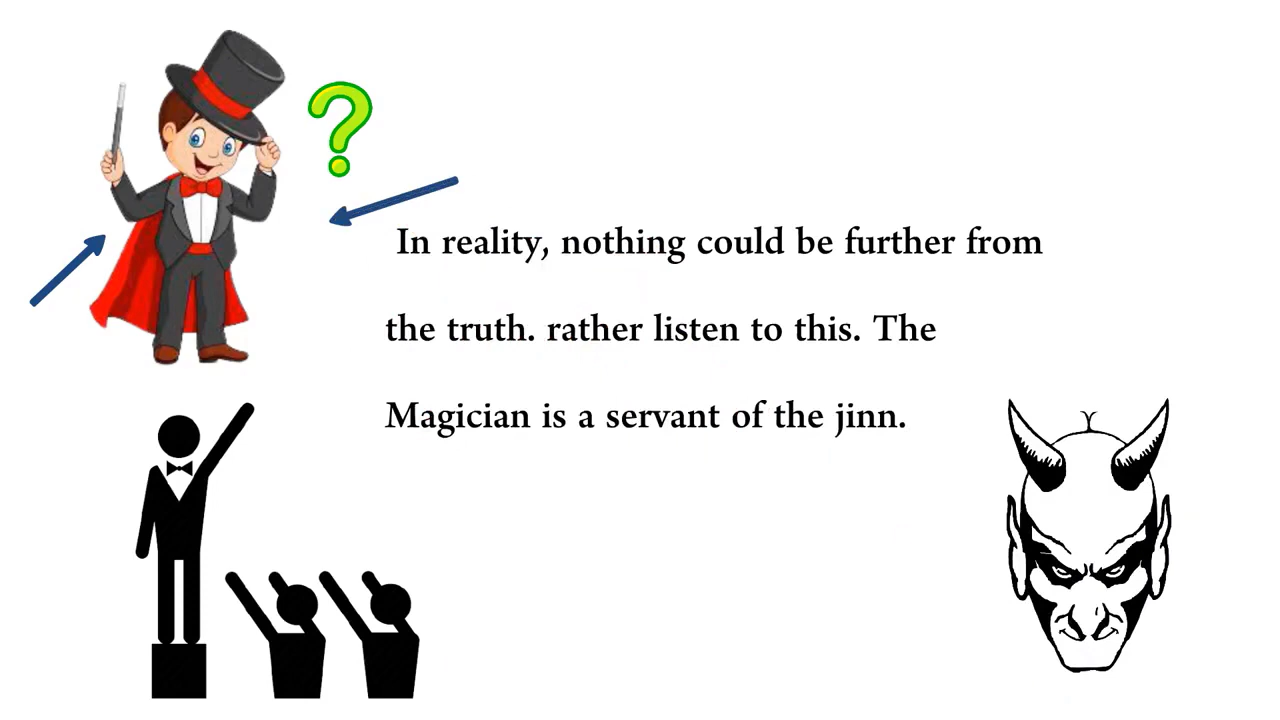 In reality, nothing could be further from
the truth. rather listen to this. The
Magician is a servant of the jinn.